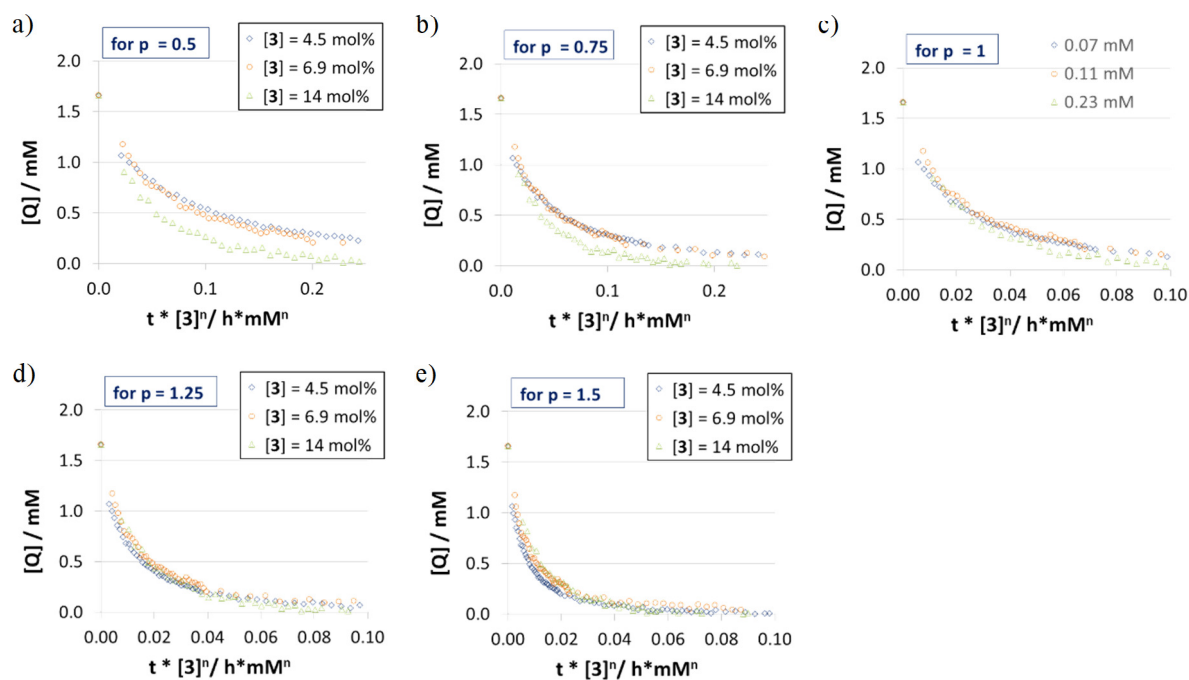 a)
for p = 0.5
[3] = 4.5 mol%
[3] = 6.9 mol%
[3] = 14 mol%
2.0
1.5
1.0
0.5
0.0
[Q] / mM
0.0
0.1
0.2
t * [3]ⁿ/ h*mMⁿ
b)
for p = 0.75
[3] = 4.5 mol%
[3] = 6.9 mol%
[3] = 14 mol%
2.0
1.5
1.0
0.5
0.0
[Q] / mM
0.0
0.1
0.2
t * [3]ⁿ/ h*mMⁿ
c)
for p = 1
0.07 mM
0.11 mM
0.23 mM
2.0
1.5
1.0
0.5
0.0
[Q] / mM
0.00
0.02
0.04
0.06
0.08
0.10
t * [3]ⁿ/ h*mMⁿ
d)
for p = 1.25
[3] = 4.5 mol%
[3] = 6.9 mol%
[3] = 14 mol%
2.0
1.5
1.0
0.5
0.0
[Q] / mM
0.00
0.02
0.04
0.06
0.08
0.10
t * [3]ⁿ/ h*mMⁿ
e)
for p = 1.5
[3] = 4.5 mol%
[3] = 6.9 mol%
[3] = 14 mol%
2.0
1.5
1.0
0.5
0.0
[Q] / mM
0.00
0.02
0.04
0.06
0.08
0.10
t * [3]ⁿ/ h*mMⁿ